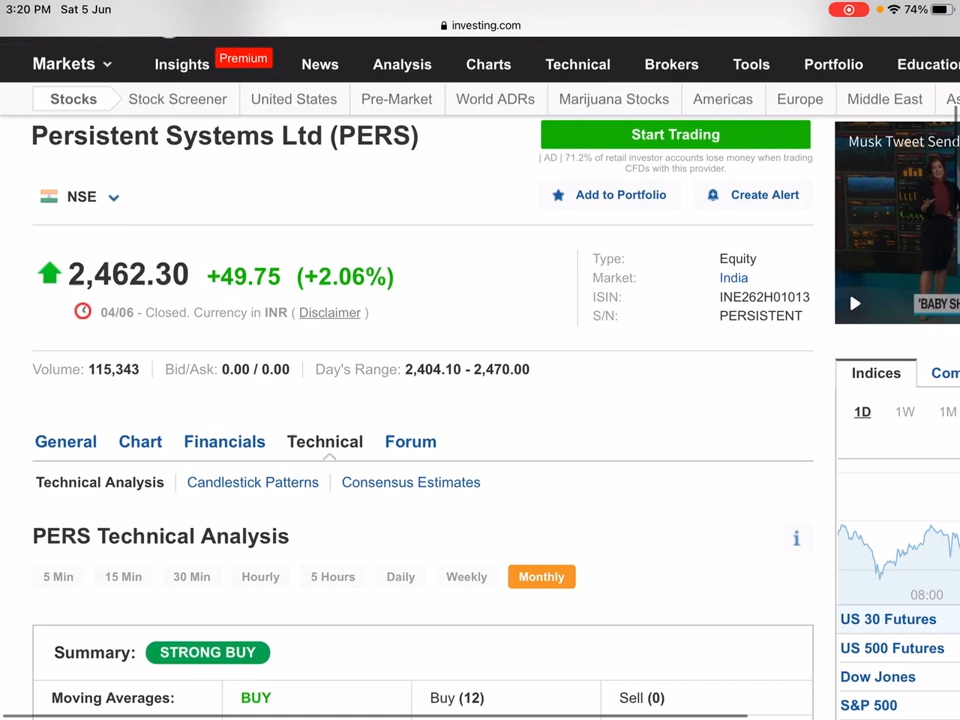 3:20 PM Sat 5 Jun
74%
investing.com
Markets Insights Premium News Analysis Charts Technical Brokers Tools Portfolio Educatio
Stocks Stock Screener United States Pre-Market World ADRs Marijuana Stocks Americas Europe Middle East As
Persistent Systems Ltd (PERS)
Start Trading
| AD | 71.2% of retail investor accounts lose money when trading
CFDs with this provider.
NSE
Add to Portfolio
Create Alert
2,462.30 +49.75 (+2.06%)
04/06 - Closed. Currency in INR ( Disclaimer )
Type: Equity
Market: India
ISIN: INE262H01013
S/N: PERSISTENT
Volume: 115,343 Bid/Ask: 0.00 / 0.00 Day's Range: 2,404.10 - 2,470.00
General Chart Financials Technical Forum
Technical Analysis Candlestick Patterns Consensus Estimates
PERS Technical Analysis
5 Min 15 Min 30 Min Hourly 5 Hours Daily Weekly Monthly
Summary: STRONG BUY
Moving Averages: BUY Buy (12) Sell (0)
Musk Tweet Send
'BABY SH
Indices Com
1D 1W 1M
08:00
US 30 Futures
US 500 Futures
Dow Jones
S&P 500